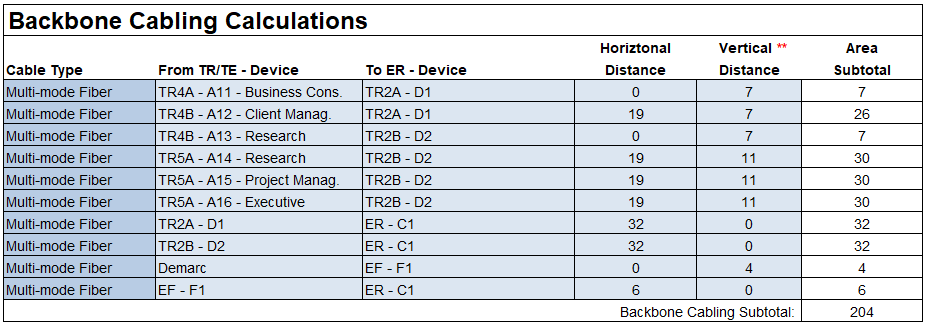 Backbone Cabling Calculations
Horiztonal Vertical ** Area
Cable Type From TR/TE - Device To ER - Device Distance Distance Subtotal
Multi-mode Fiber TR4A - A11 - Business Cons. TR2A - D1 0 7 7
Multi-mode Fiber TR4B - A12 - Client Manag. TR2A - D1 19 7 26
Multi-mode Fiber TR4B - A13 - Research TR2B - D2 0 7 7
Multi-mode Fiber TR5A - A14 - Research TR2B - D2 19 11 30
Multi-mode Fiber TR5A - A15 - Project Manag. TR2B - D2 19 11 30
Multi-mode Fiber TR5A - A16 - Executive TR2B - D2 19 11 30
Multi-mode Fiber TR2A - D1 ER - C1 32 0 32
Multi-mode Fiber TR2B - D2 ER - C1 32 0 32
Multi-mode Fiber Demarc EF - F1 0 4 4
Multi-mode Fiber EF - F1 ER - C1 6 0 6
Backbone Cabling Subtotal: 204